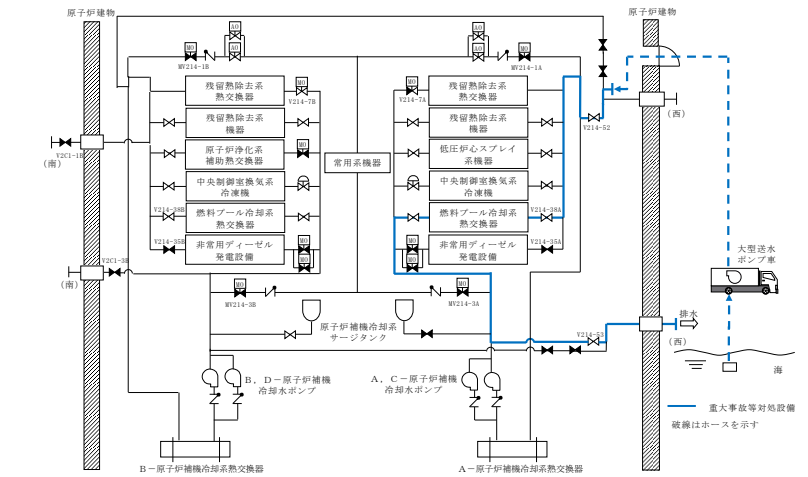 原子炉建物
原子炉建物
AO
AO
MO
AO
AO
MO
MV214-1B
MV214-1A
残留熱除去系
熱交換器
MO
V214-7B
MO
V214-7A
残留熱除去系
熱交換器
残留熱除去系
機器
残留熱除去系
機器
V214-52
(西)
V2C1-1B
(南)
原子炉浄化系
補助熱交換器
MO
常用系機器
低圧炉心スプレイ
系機器
中央制御室換気系
冷凍機
中央制御室換気系
冷凍機
V214-38B
燃料プール冷却系
熱交換器
燃料プール冷却系
熱交換器
V214-38A
V214-35B
非常用ディーゼル
発電設備
MO
MO
MO
MO
非常用ディーゼル
発電設備
V214-35A
V2C1-3B
(南)
大型送水
ポンプ車
MO
MV214-3B
MO
MV214-3A
原子炉補機冷却系
サージタンク
V214-53
排水
(西)
海
B，D－原子炉補機
冷却水ポンプ
A，C－原子炉補機
冷却水ポンプ
重大事故等対処設備
破線はホースを示す
B－原子炉補機冷却系熱交換器
A－原子炉補機冷却系熱交換器